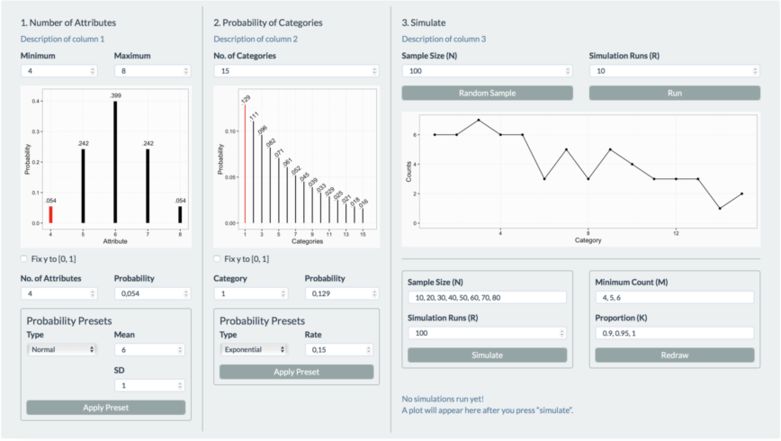 1. Number of Attributes
Description of column 1
Minimum
Maximum
4
8
0.4
0.3
0.2
0.1
0.0
Probability
.054
.242
.399
.242
.054
4
5
6
7
8
Attribute
Fix y to [0, 1]
No. of Attributes
Probability
4
0,054
Probability Presets
Type
Mean
Normal
6
SD
1
Apply Preset
2. Probability of Categories
Description of column 2
No. of Categories
15
0.10
0.05
0.00
Probability
.129
.111
.096
.082
.071
.061
.052
.045
.039
.033
.029
.025
.021
.018
.016
1
3
5
7
9
11
13
15
Categories
Fix y to [0, 1]
Category
Probability
1
0,129
Probability Presets
Type
Rate
Exponential
0,15
Apply Preset
3. Simulate
Description of column 3
Sample Size (N)
Simulation Runs (R)
100
10
Random Sample
Run
6
4
2
0
Counts
4
8
12
Category
Sample Size (N)
10, 20, 30, 40, 50, 60, 70, 80
Simulation Runs (R)
100
Simulate
Minimum Count (M)
4, 5, 6
Proportion (K)
0.9, 0.95, 1
Redraw
No simulations run yet!
A plot will appear here after you press "simulate".